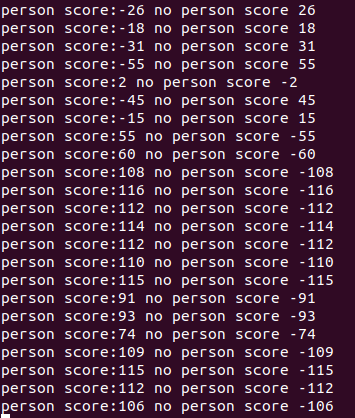 person score:-26 no person score 26
person score:-18 no person score 18
person score:-31 no person score 31
person score:-55 no person score 55
person score:2 no person score -2
person score:-45 no person score 45
person score:-15 no person score 15
person score:55 no person score -55
person score:60 no person score -60
person score:108 no person score -108
person score:116 no person score -116
person score:112 no person score -112
person score:114 no person score -114
person score:112 no person score -112
person score:110 no person score -110
person score:115 no person score -115
person score:91 no person score -91
person score:93 no person score -93
person score:74 no person score -74
person score:109 no person score -109
person score:115 no person score -115
person score:112 no person score -112
person score:106 no person score -106